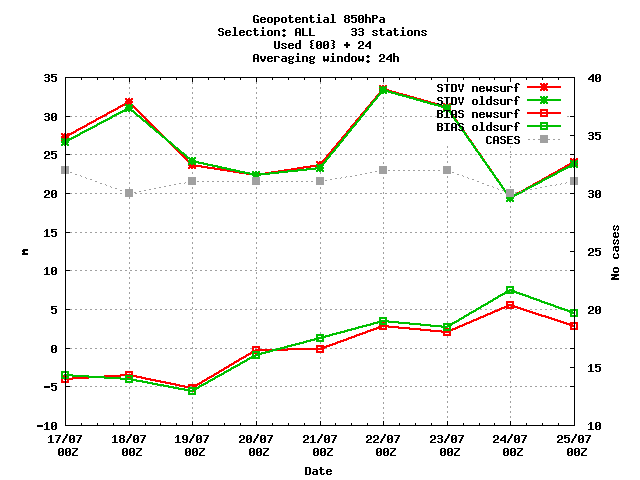 Geopotential 850hPa
Selection: ALL     33 stations
Used {00} + 24
Averaging window: 24h
35
30
25
20
15
10
5
0
-5
-10
m
40
35
30
25
20
15
10
No cases
STDV newsurf
STDV oldsurf
BIAS newsurf
BIAS oldsurf
CASES
17/07 18/07 19/07 20/07 21/07 22/07 23/07 24/07 25/07
00Z 00Z 00Z 00Z 00Z 00Z 00Z 00Z 00Z
Date